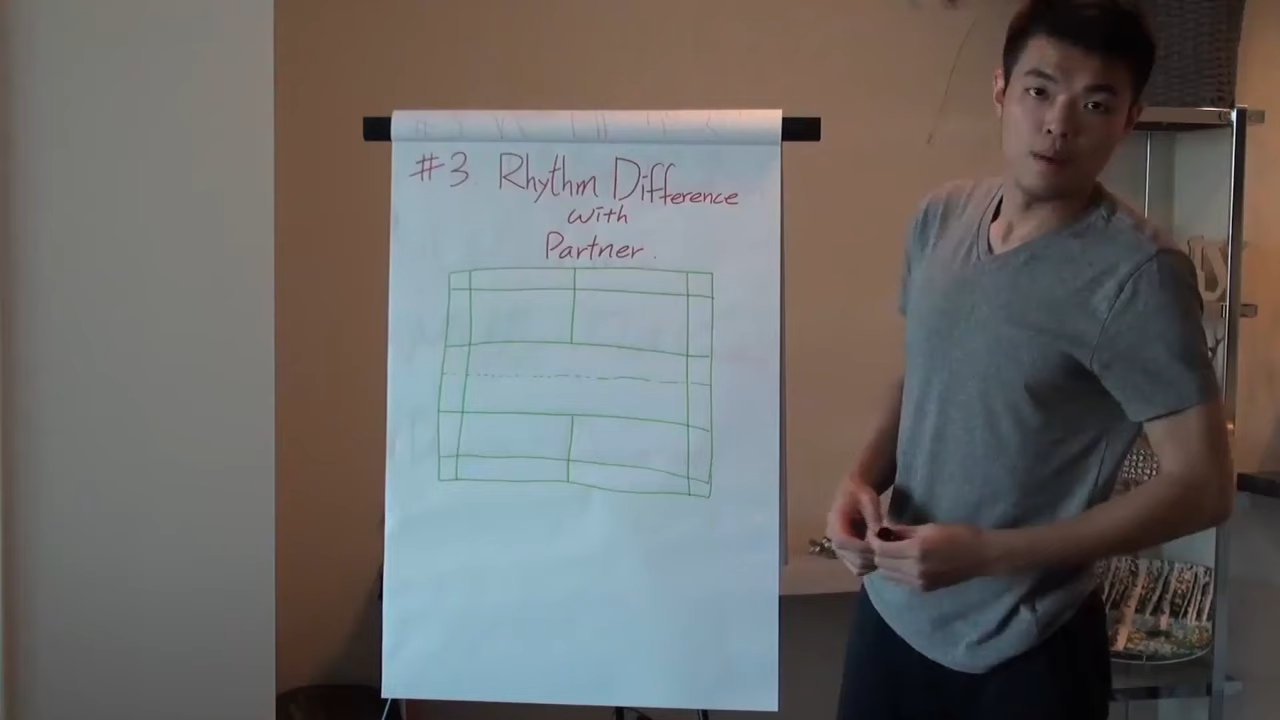 #3. Rhythm Difference
with
Partner.